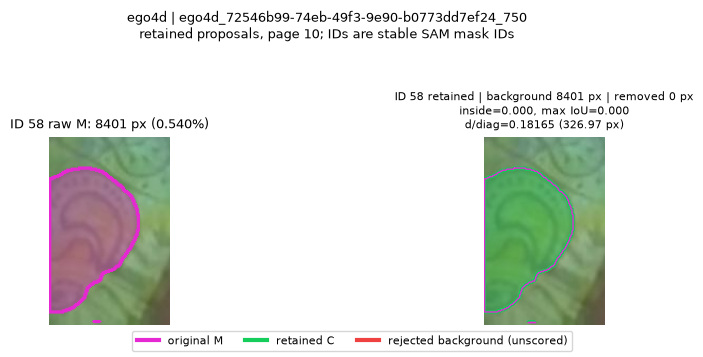 ego4d | ego4d_72546b99-74eb-49f3-9e90-b0773dd7ef24_750
retained proposals, page 10; IDs are stable SAM mask IDs
ID 58 raw M: 8401 px (0.540%)
ID 58 retained | background 8401 px | removed 0 px
inside=0.000, max IoU=0.000
d/diag=0.18165 (326.97 px)
original M
retained C
rejected background (unscored)